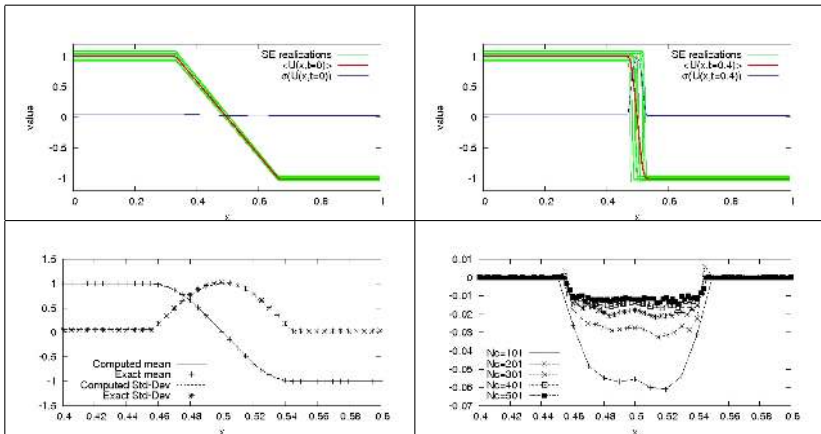 SE realications
<U(x,t=0)>
σ(U(x,t=0))
value
1
0.5
0
-0.5
-1
0 0.2 0.4 0.6 0.8 1
x
SE realications
<U(x,t=0.4)>
σ(U(x,t=0.4))
value
1
0.5
0
-0.5
-1
0 0.2 0.4 0.6 0.8 1
x
1.5
1
0.5
0
-0.5
-1
-1.5
Computed mean
Exact mean
Computed Std-Dev
Exact Std-Dev
0.4 0.42 0.44 0.46 0.48 0.5 0.52 0.54 0.56 0.58 0.6
x
0.01
0
-0.01
-0.02
-0.03
-0.04
-0.05
-0.06
-0.07
Nc=101
Nc=201
Nc=301
Nc=401
Nc=501
0.4 0.42 0.44 0.46 0.48 0.5 0.52 0.54 0.56 0.58 0.6
x